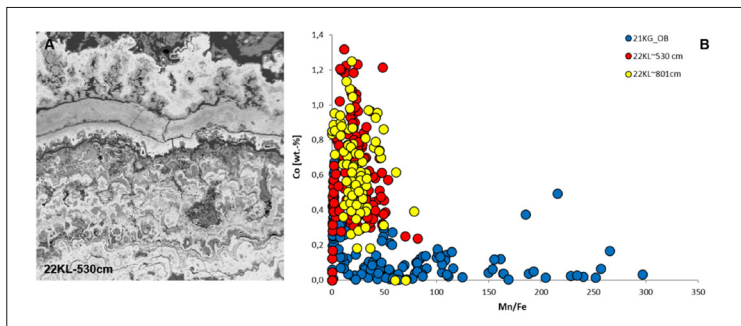 A
22KL-530cm
B
21KG_OB
22KL~530 cm
22KL~801cm
Co [wt.-%]
1,4
1,2
1,0
0,8
0,6
0,4
0,2
0,0
0 50 100 150 200 250 300 350
Mn/Fe